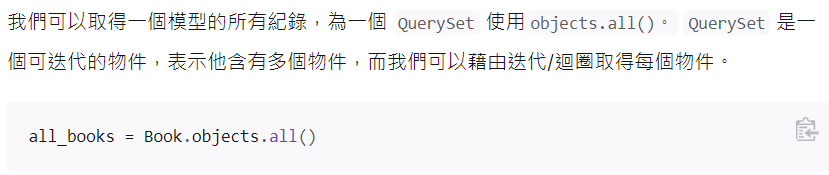 我們可以取得一個模型的所有紀錄，為一個 QuerySet 使用 objects.all()。 QuerySet 是一
個可迭代的物件，表示他含有多個物件，而我們可以藉由迭代/迴圈取得每個物件。
all_books = Book.objects.all()